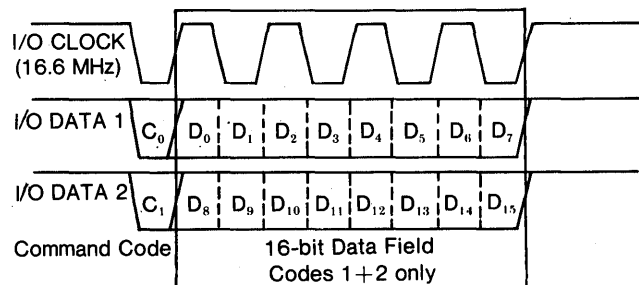 I/O CLOCK
(16.6 MHz)
I/O DATA 1 C₀ D₀ D₁ D₂ D₃ D₄ D₅ D₆ D₇
I/O DATA 2 C₁ D₈ D₉ D₁₀ D₁₁ D₁₂ D₁₃ D₁₄ D₁₅
Command Code 16-bit Data Field
Codes 1+2 only